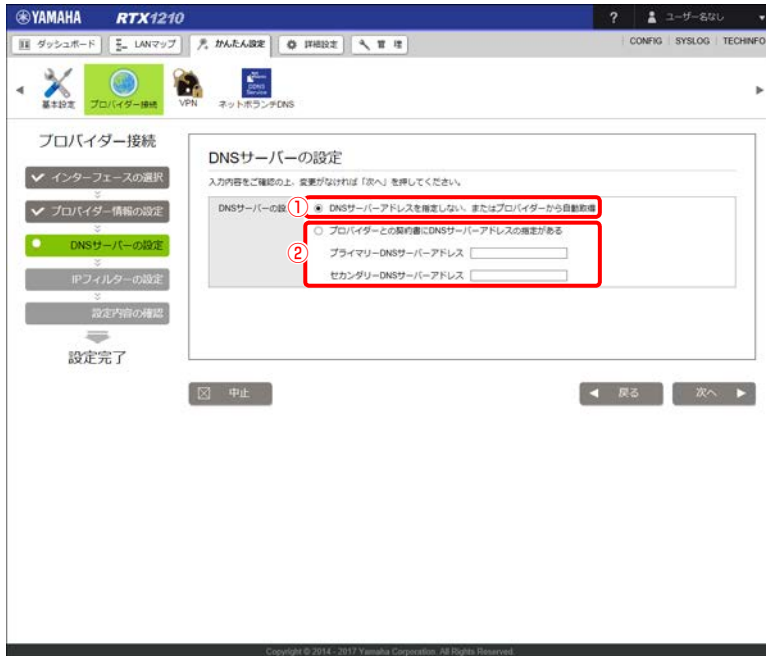 YAMAHA RTX1210 ? ユーザー名なし
ダッシュボード LANマップ かんたん設定 詳細設定 管理 CONFIG SYSLOG TECHINFO
基本設定 プロバイダー接続 VPN ネットボランチDNS
プロバイダー接続
インターフェースの選択
プロバイダー情報の設定
DNSサーバーの設定
IPフィルターの設定
設定内容の確認
設定完了
DNSサーバーの設定
入力内容をご確認の上、変更がなければ「次へ」を押してください。
DNSサーバーの設 ① DNSサーバーアドレスを指定しない、またはプロバイダーから自動取得
② プロバイダーとの契約書にDNSサーバーアドレスの指定がある
プライマリーDNSサーバーアドレス
セカンダリーDNSサーバーアドレス
中止 戻る 次へ
Copyright © 2014 - 2017 Yamaha Corporation. All Rights Reserved.